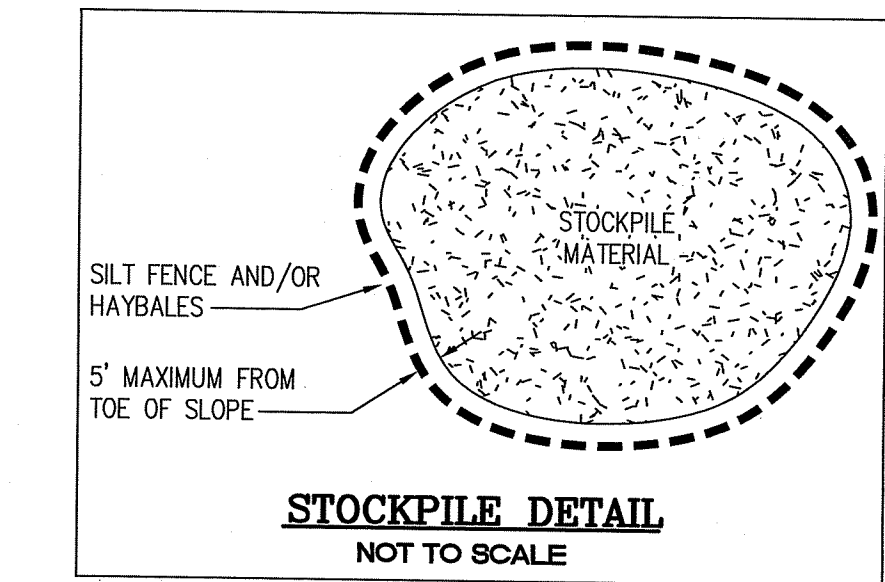 STOCKPILE
MATERIAL
SILT FENCE AND/OR
HAYBALES
5' MAXIMUM FROM
TOE OF SLOPE
STOCKPILE DETAIL
NOT TO SCALE